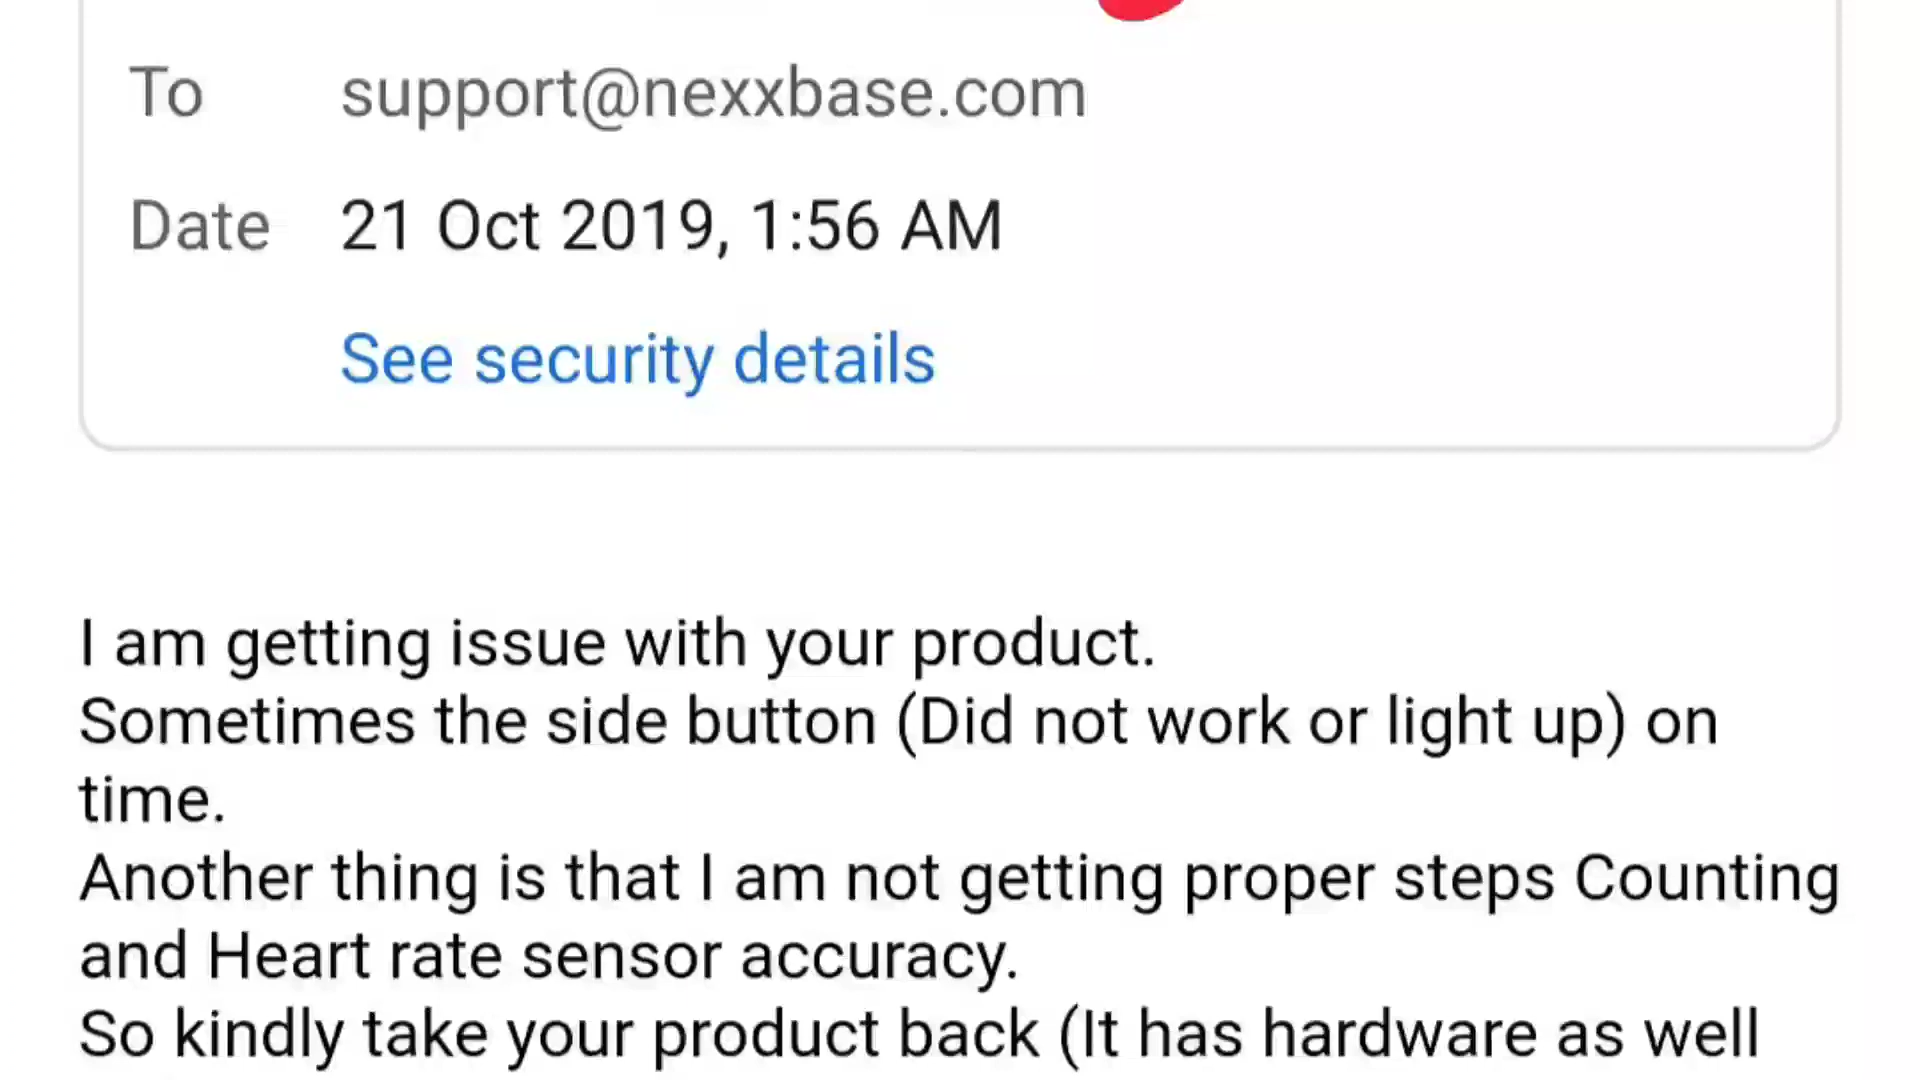 To support@nexxbase.com
Date 21 Oct 2019, 1:56 AM
See security details
I am getting issue with your product.
Sometimes the side button (Did not work or light up) on
time.
Another thing is that I am not getting proper steps Counting
and Heart rate sensor accuracy.
So kindly take your product back (It has hardware as well